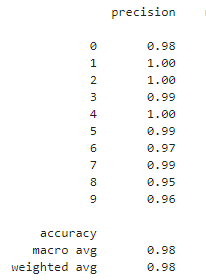 precision
0 0.98
1 1.00
2 1.00
3 0.99
4 1.00
5 0.99
6 0.97
7 0.99
8 0.95
9 0.96
accuracy
macro avg 0.98
weighted avg 0.98